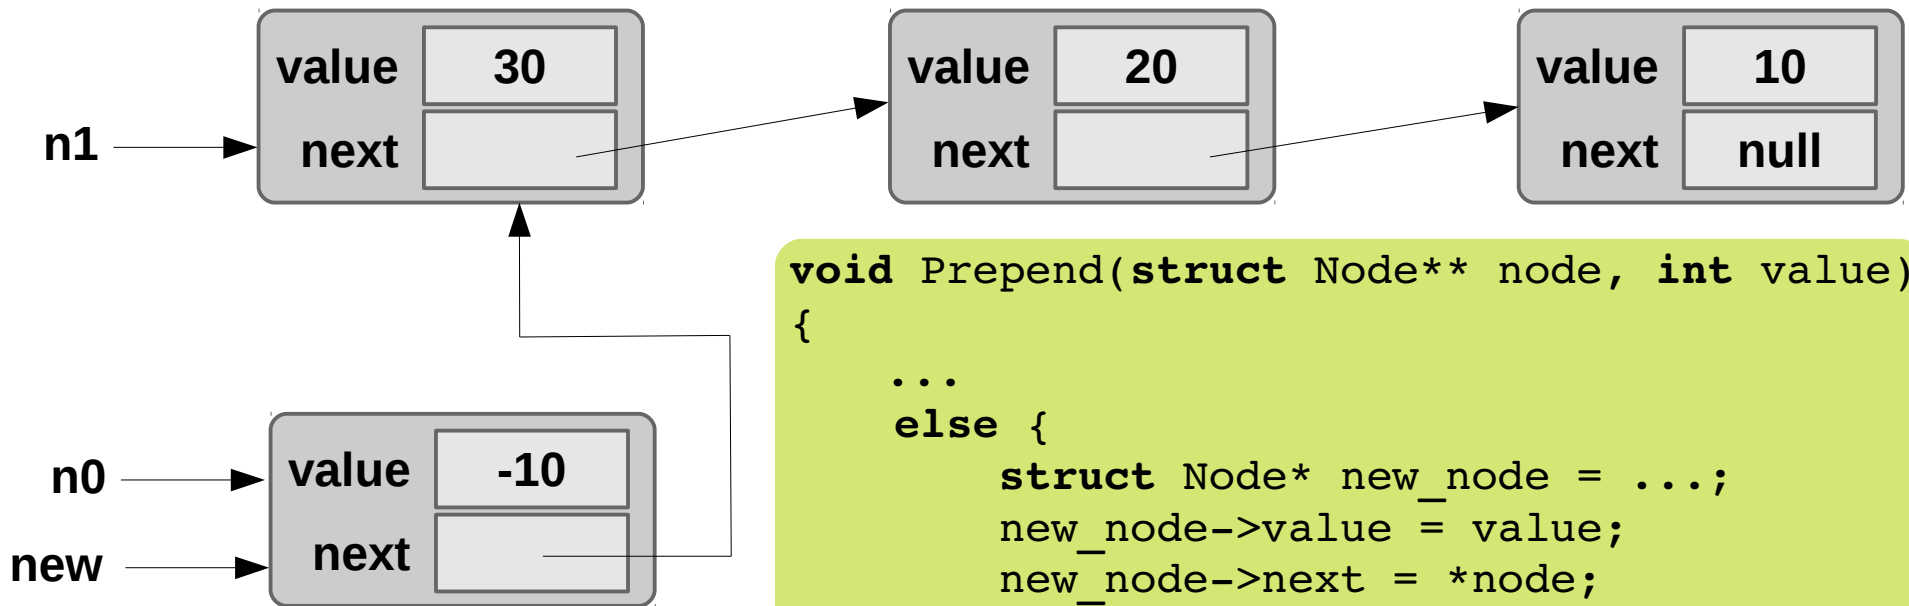 value 30
next
n1
value 20
next
value 10
next null
n0
new
value -10
next
void Prepend(struct Node** node, int value)
{
...
else {
struct Node* new_node = ...;
new_node->value = value;
new_node->next = *node;